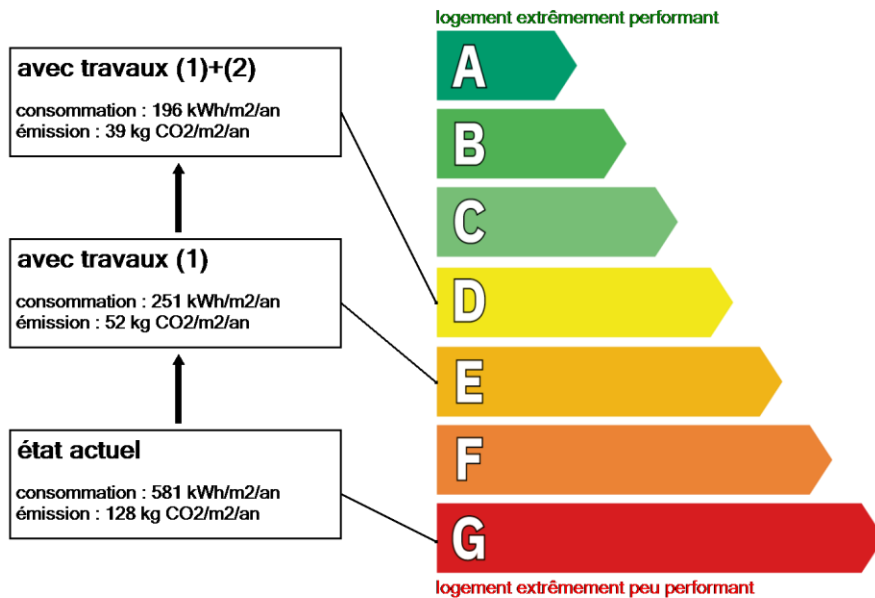 logement extrêmement performant
avec travaux (1)+(2)
consommation : 196 kWh/m2/an
émission : 39 kg CO2/m2/an
avec travaux (1)
consommation : 251 kWh/m2/an
émission : 52 kg CO2/m2/an
état actuel
consommation : 581 kWh/m2/an
émission : 128 kg CO2/m2/an
A
B
C
D
E
F
G
logement extrêmement peu performant